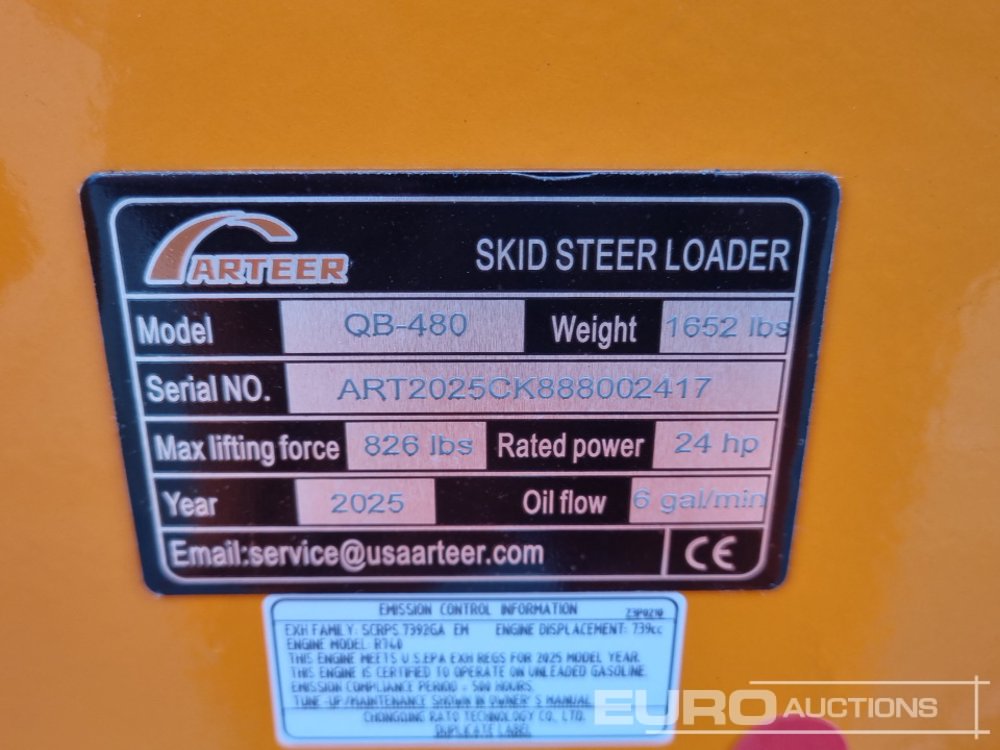 ARTEER
SKID STEER LOADER
Model QB-480 Weight 1652 lbs
Serial NO. ART2025CK888002417
Max lifting force 826 lbs Rated power 24 hp
Year 2025 Oil flow 6 gal/min
Email:service@usaarteer.com CE
EMISSION CONTROL INFORMATION
EXH FAMILY: SCRPS.7392GA EM ENGINE DISPLACEMENT: 739cc
ENGINE MODEL: R740
THIS ENGINE MEETS U.S.EPA EXH REGS FOR 2025 MODEL YEAR.
THIS ENGINE IS CERTIFIED TO OPERATE ON UNLEADED GASOLINE.
EMISSION COMPLIANCE PERIOD = 500 HOURS.
TUNE-UP/MAINTENANCE SHOWN IN OWNER'S MANUAL.
CHONGQING RATO TECHNOLOGY CO., LTD.
DUPLICATE LABEL
EURO AUCTIONS